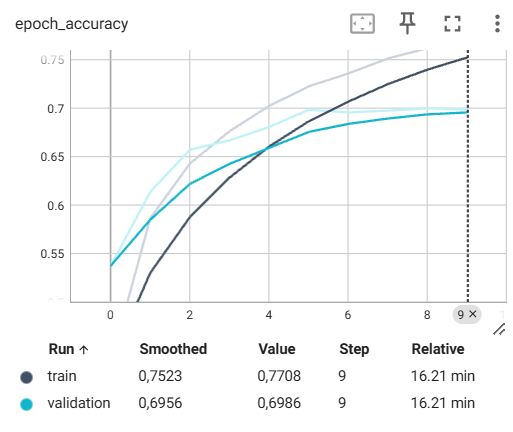 epoch_accuracy
0.75
0.7
0.65
0.6
0.55
0 2 4 6 8 9 ×
Run ↑ Smoothed Value Step Relative
train 0,7523 0,7708 9 16.21 min
validation 0,6956 0,6986 9 16.21 min